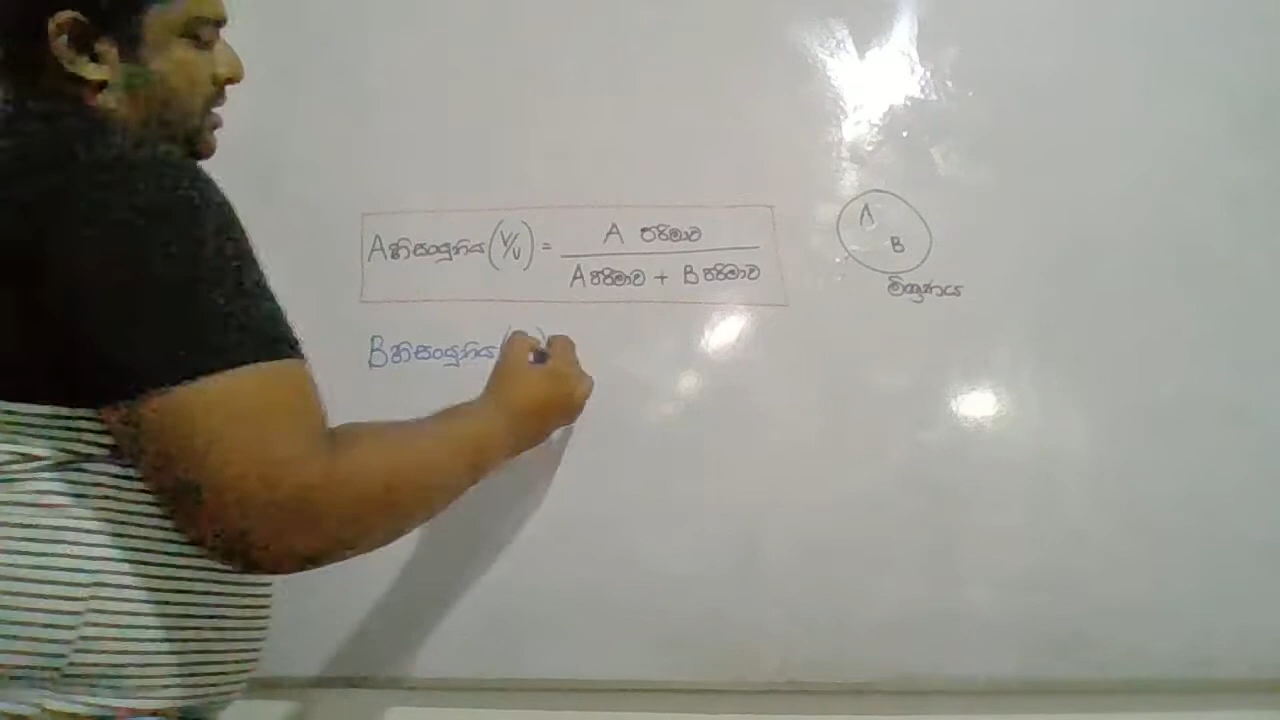 A හි සංයුතිය (V/V) = A පරිමාව / A පරිමාව + B පරිමාව
A
B
මිශ්‍රණය
B හි සංයුතිය (